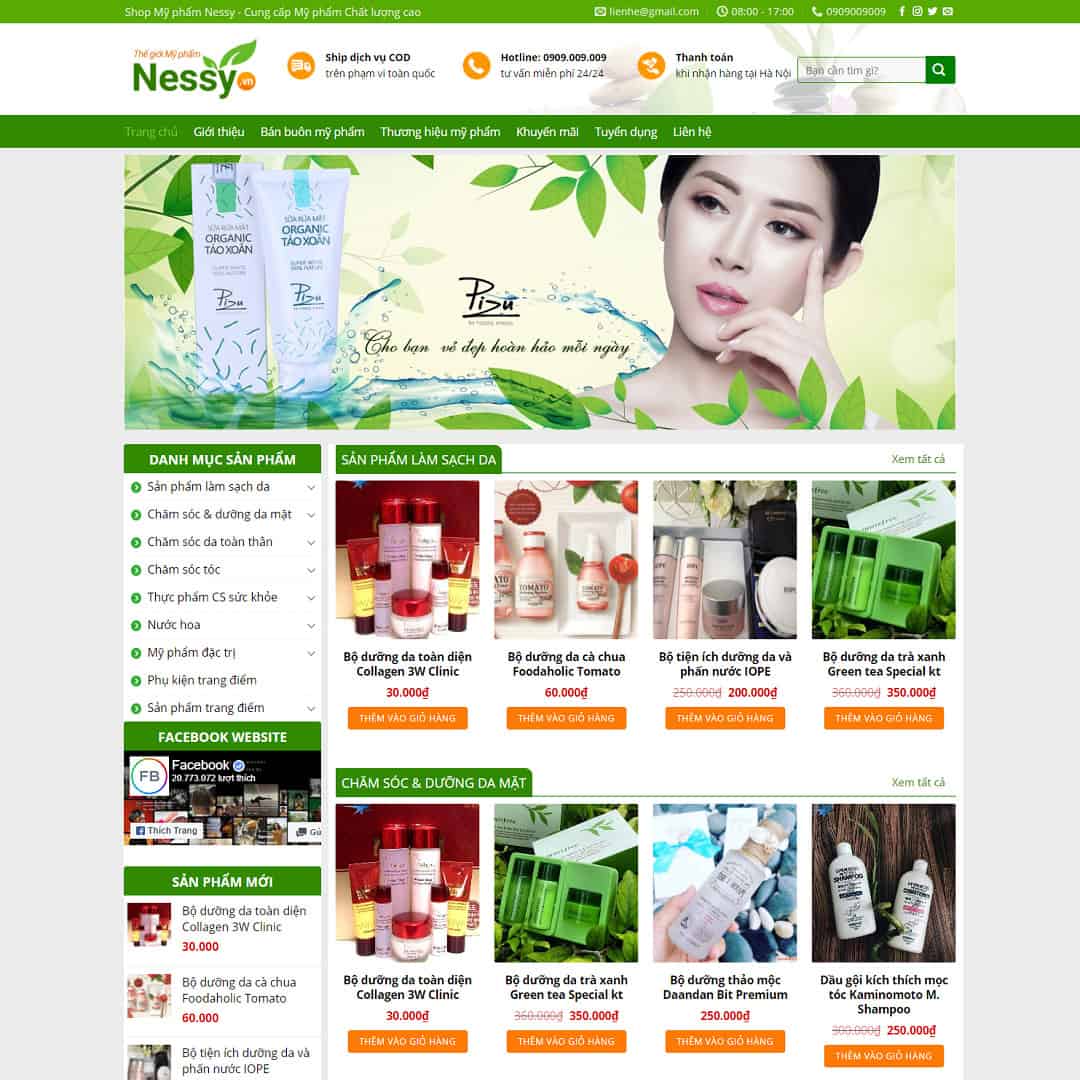 Shop Mỹ phẩm Nessy - Cung cấp Mỹ phẩm Chất lượng cao
lienhe@gmail.com
08:00 - 17:00
0909009009
Thế giới Mỹ phẩm
Nessy.vn
Ship dịch vụ COD
trên phạm vi toàn quốc
Hotline: 0909.009.009
tư vấn miễn phí 24/24
Thanh toán
khi nhận hàng tại Hà Nội
Bạn cần tìm gì?
Trang chủ
Giới thiệu
Bán buôn mỹ phẩm
Thương hiệu mỹ phẩm
Khuyến mãi
Tuyển dụng
Liên hệ
SỮA RỬA MẶT
ORGANIC
TẢO XOẮN
Pizu
SỮA RỬA MẶT
ORGANIC
TẢO XOẮN
Pizu
Pizu
Cho bạn vẻ đẹp hoàn hảo mỗi ngày
DANH MỤC SẢN PHẨM
Sản phẩm làm sạch da
Chăm sóc & dưỡng da mặt
Chăm sóc da toàn thân
Chăm sóc tóc
Thực phẩm CS sức khỏe
Nước hoa
Mỹ phẩm đặc trị
Phụ kiện trang điểm
Sản phẩm trang điểm
FACEBOOK WEBSITE
FB
Facebook
20.773.072 lượt thích
Thích Trang
Gử
SẢN PHẨM MỚI
Bộ dưỡng da toàn diện
Collagen 3W Clinic
30.000
Bộ dưỡng da cà chua
Foodaholic Tomato
60.000
Bộ tiện ích dưỡng da và
phấn nước IOPE
SẢN PHẨM LÀM SẠCH DA
Xem tất cả
TOMATO
TOMATO
IOPE
IOPE
innisfree
Bộ dưỡng da toàn diện
Collagen 3W Clinic
30.000₫
THÊM VÀO GIỎ HÀNG
Bộ dưỡng da cà chua
Foodaholic Tomato
60.000₫
THÊM VÀO GIỎ HÀNG
Bộ tiện ích dưỡng da và
phấn nước IOPE
250.000₫ 200.000₫
THÊM VÀO GIỎ HÀNG
Bộ dưỡng da trà xanh
Green tea Special kt
360.000₫ 350.000₫
THÊM VÀO GIỎ HÀNG
CHĂM SÓC & DƯỠNG DA MẶT
Xem tất cả
innisfree
SHAMPOO
Bộ dưỡng da toàn diện
Collagen 3W Clinic
30.000₫
THÊM VÀO GIỎ HÀNG
Bộ dưỡng da trà xanh
Green tea Special kt
360.000₫ 350.000₫
THÊM VÀO GIỎ HÀNG
Bộ dưỡng thảo mộc
Daandan Bit Premium
250.000₫
THÊM VÀO GIỎ HÀNG
Dầu gội kích thích mọc
tóc Kaminomoto M.
Shampoo
300.000₫ 250.000₫
THÊM VÀO GIỎ HÀNG